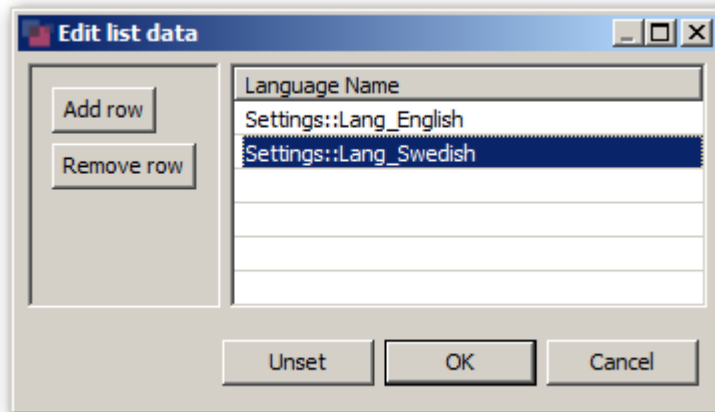 Edit list data
Add row
Remove row
Language Name
Settings::Lang_English
Settings::Lang_Swedish
Unset
OK
Cancel